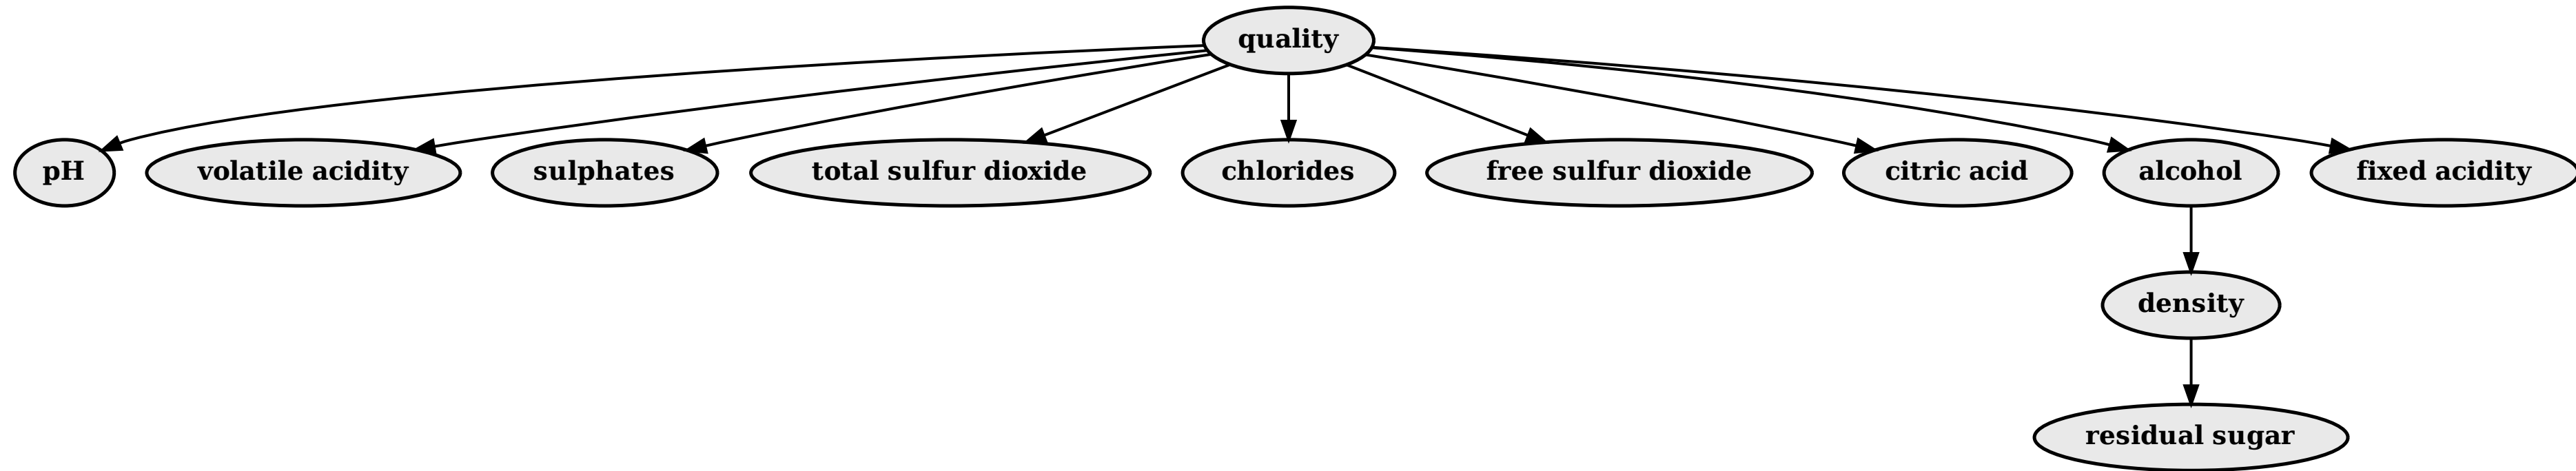 quality
pH
volatile acidity
sulphates
total sulfur dioxide
chlorides
free sulfur dioxide
citric acid
alcohol
fixed acidity
density
residual sugar